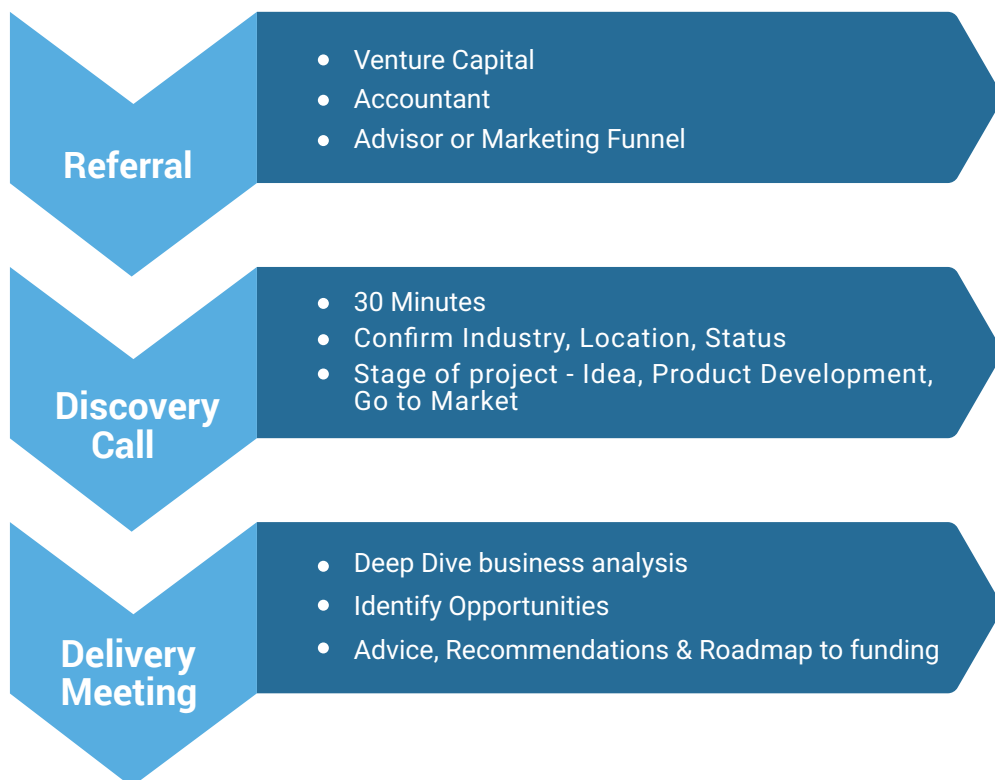 Referral
• Venture Capital
• Accountant
• Advisor or Marketing Funnel
Discovery
Call
• 30 Minutes
• Confirm Industry, Location, Status
• Stage of project - Idea, Product Development,
Go to Market
Delivery
Meeting
• Deep Dive business analysis
• Identify Opportunities
• Advice, Recommendations & Roadmap to funding